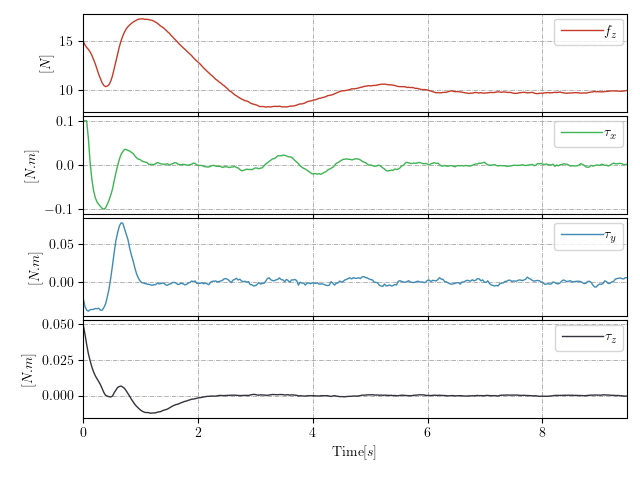 15
10
[N]
f_z
0.1
0.0
−0.1
[N.m]
τ_x
0.05
0.00
[N.m]
τ_y
0.050
0.025
0.000
[N.m]
τ_z
0 2 4 6 8
Time[s]